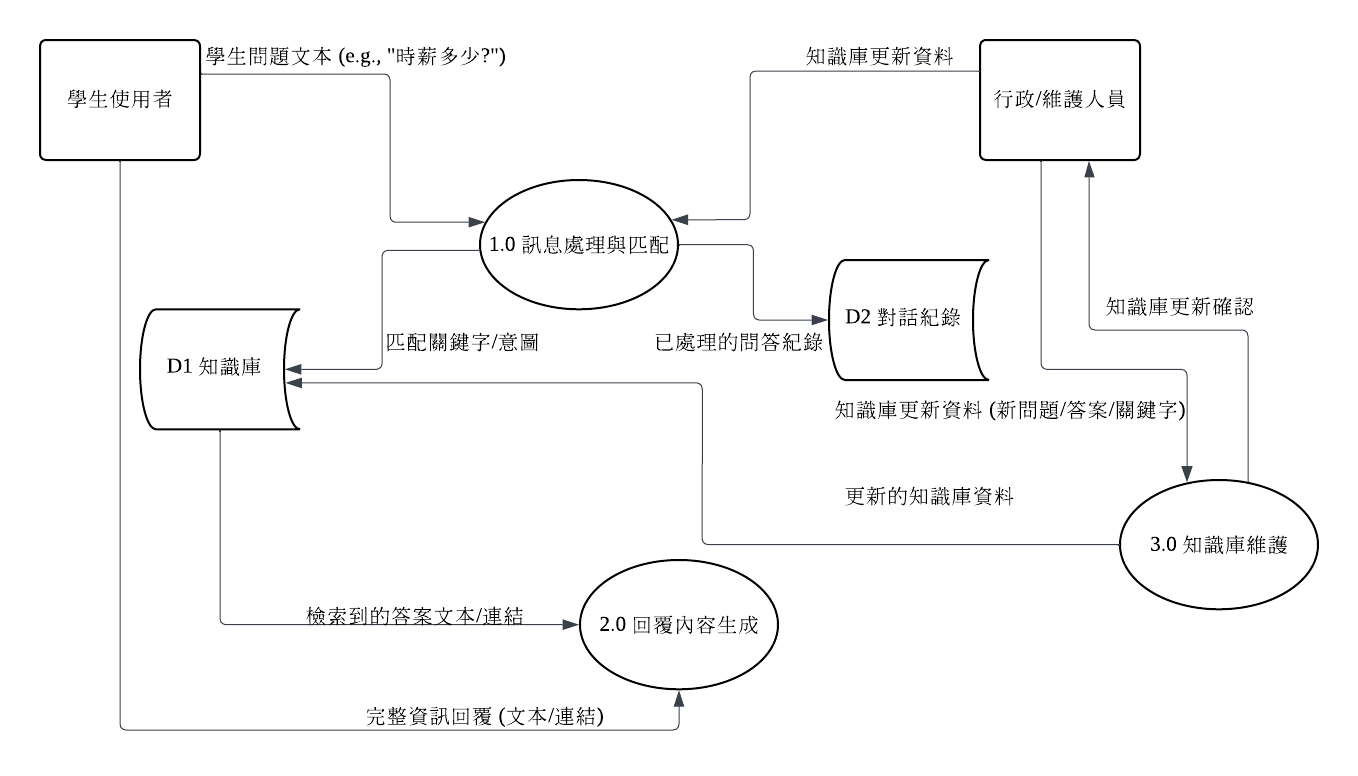 學生問題文本 (e.g., "時薪多少?")
知識庫更新資料
學生使用者
行政/維護人員
1.0 訊息處理與匹配
知識庫更新確認
D2 對話紀錄
匹配關鍵字/意圖
已處理的問答紀錄
D1 知識庫
知識庫更新資料 (新問題/答案/關鍵字)
更新的知識庫資料
3.0 知識庫維護
檢索到的答案文本/連結
2.0 回覆內容生成
完整資訊回覆 (文本/連結)